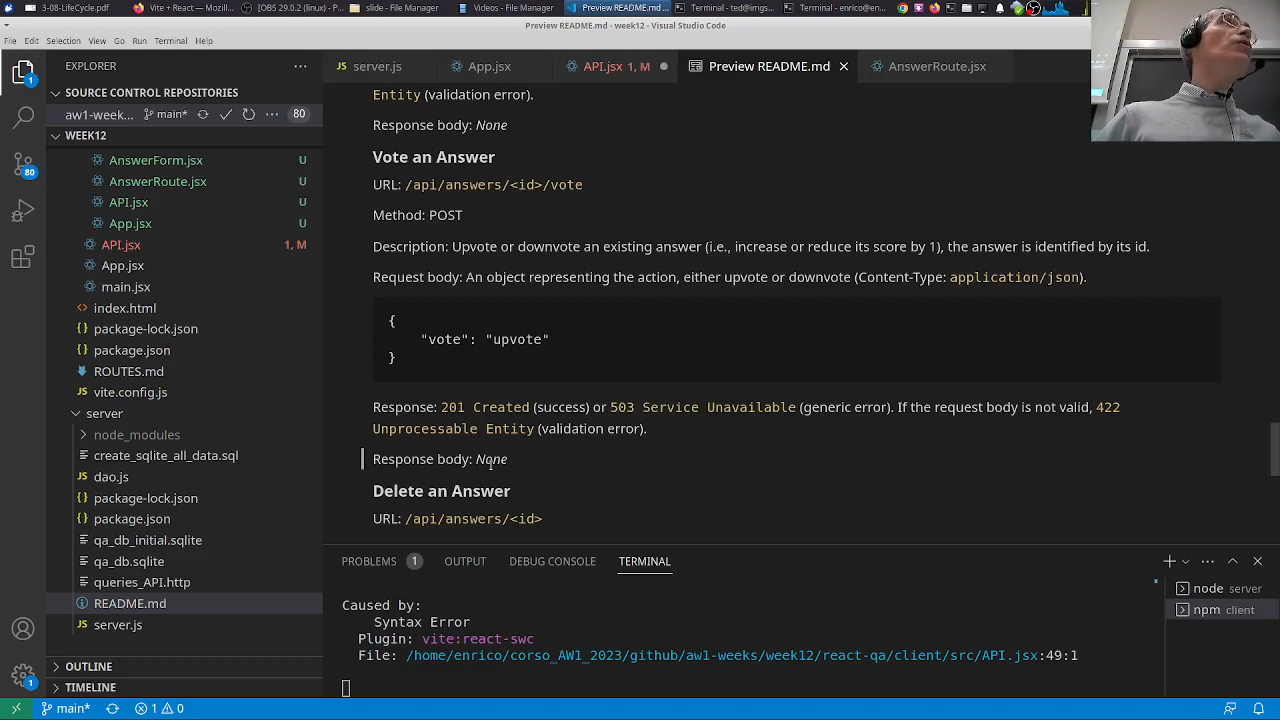 3-08-LifeCycle.pdf
Vite + React — Mozill...
[OBS 29.0.2 (linux) - ...
slide - File Manager
Videos - File Manager
Preview README.md...
Terminal - ted@imgs...
Terminal - enrico@en...
Preview README.md - week12 - Visual Studio Code
File Edit Selection View Go Run Terminal Help
EXPLORER
SOURCE CONTROL REPOSITORIES
aw1-week... main* 80
WEEK12
AnswerForm.jsx U
AnswerRoute.jsx U
API.jsx U
App.jsx U
API.jsx 1, M
App.jsx
main.jsx
index.html
package-lock.json
package.json
ROUTES.md
vite.config.js
server
node_modules
create_sqlite_all_data.sql
dao.js
package-lock.json
package.json
qa_db_initial.sqlite
qa_db.sqlite
queries_API.http
README.md
server.js
OUTLINE
TIMELINE
1
80
1
server.js
App.jsx
API.jsx 1, M
Preview README.md
AnswerRoute.jsx
Entity (validation error).
Response body: None
Vote an Answer
URL: /api/answers/<id>/vote
Method: POST
Description: Upvote or downvote an existing answer (i.e., increase or reduce its score by 1), the answer is identified by its id.
Request body: An object representing the action, either upvote or downvote (Content-Type: application/json).
{
"vote": "upvote"
}
Response: 201 Created (success) or 503 Service Unavailable (generic error). If the request body is not valid, 422
Unprocessable Entity (validation error).
Response body: None
Delete an Answer
URL: /api/answers/<id>
PROBLEMS 1 OUTPUT DEBUG CONSOLE TERMINAL
Caused by:
Syntax Error
Plugin: vite:react-swc
File: /home/enrico/corso_AW1_2023/github/aw1-weeks/week12/react-qa/client/src/API.jsx:49:1
node server
npm client
main* 1 0